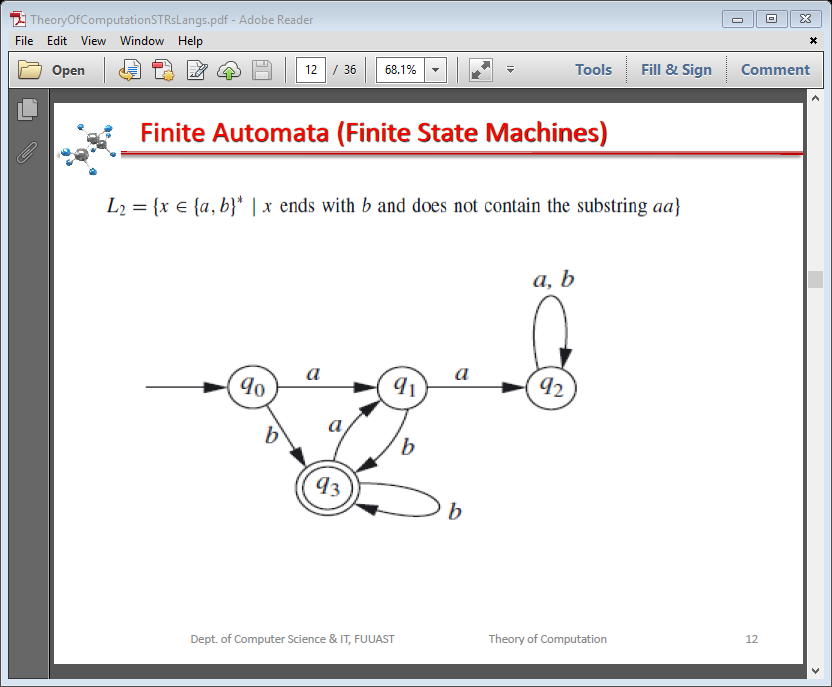 TheoryOfComputationSTRsLangs.pdf - Adobe Reader
File Edit View Window Help
Open 12 / 36 68.1% Tools Fill & Sign Comment
Finite Automata (Finite State Machines)
L₂ = {x ∈ {a, b}* | x ends with b and does not contain the substring aa}
a, b
q₀ a q₁ a q₂
b a b
q₃ b
Dept. of Computer Science & IT, FUUAST Theory of Computation 12